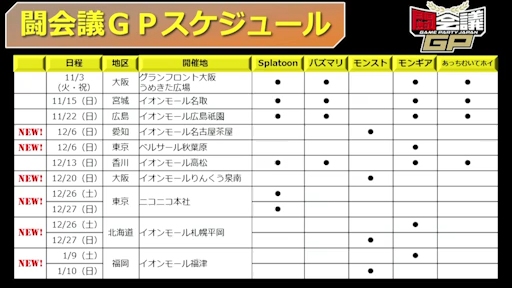 闘会議ＧＰスケジュール
闘会議
GAME PARTY JAPAN
GP
日程 地区 開催地 Splatoon パズマリ モンスト モンギア あっちむいてホイ
11/3（火・祝） 大阪 グランフロント大阪 うめきた広場 ● ● ● ●
11/15（日） 宮城 イオンモール名取 ● ● ● ●
11/22（日） 広島 イオンモール広島祇園 ● ● ● ●
NEW! 12/6（日） 愛知 イオンモール名古屋茶屋 ●
NEW! 12/6（日） 東京 ベルサール秋葉原 ●
12/13（日） 香川 イオンモール高松 ● ● ● ●
NEW! 12/20（日） 大阪 イオンモールりんくう泉南 ●
NEW! 12/26（土） 東京 ニコニコ本社 ●
12/27（日） ●
NEW! 12/26（土） 北海道 イオンモール札幌平岡 ●
12/27（日） ●
NEW! 1/9（土） 福岡 イオンモール福津 ●
1/10（日） ●